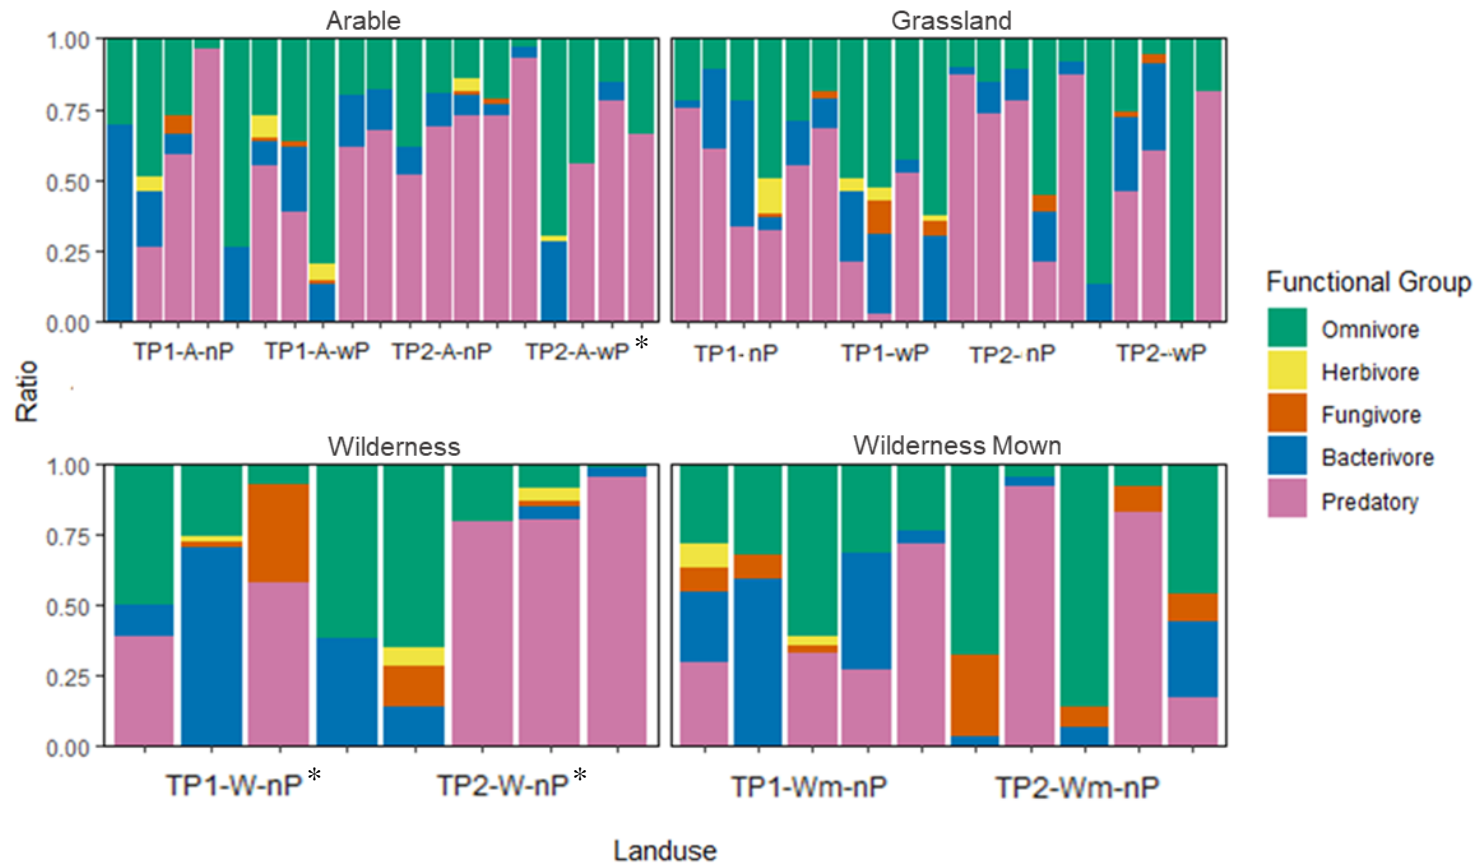 Arable
Grassland
1.00
0.75
0.50
0.25
0.00
TP1-A-nP TP1-A-wP TP2-A-nP TP2-A-wP *
TP1- nP TP1-wP TP2- nP TP2--wP
Ratio
Wilderness
Wilderness Mown
1.00
0.75
0.50
0.25
0.00
TP1-W-nP * TP2-W-nP *
TP1-Wm-nP TP2-Wm-nP
Landuse
Functional Group
Omnivore
Herbivore
Fungivore
Bacterivore
Predatory